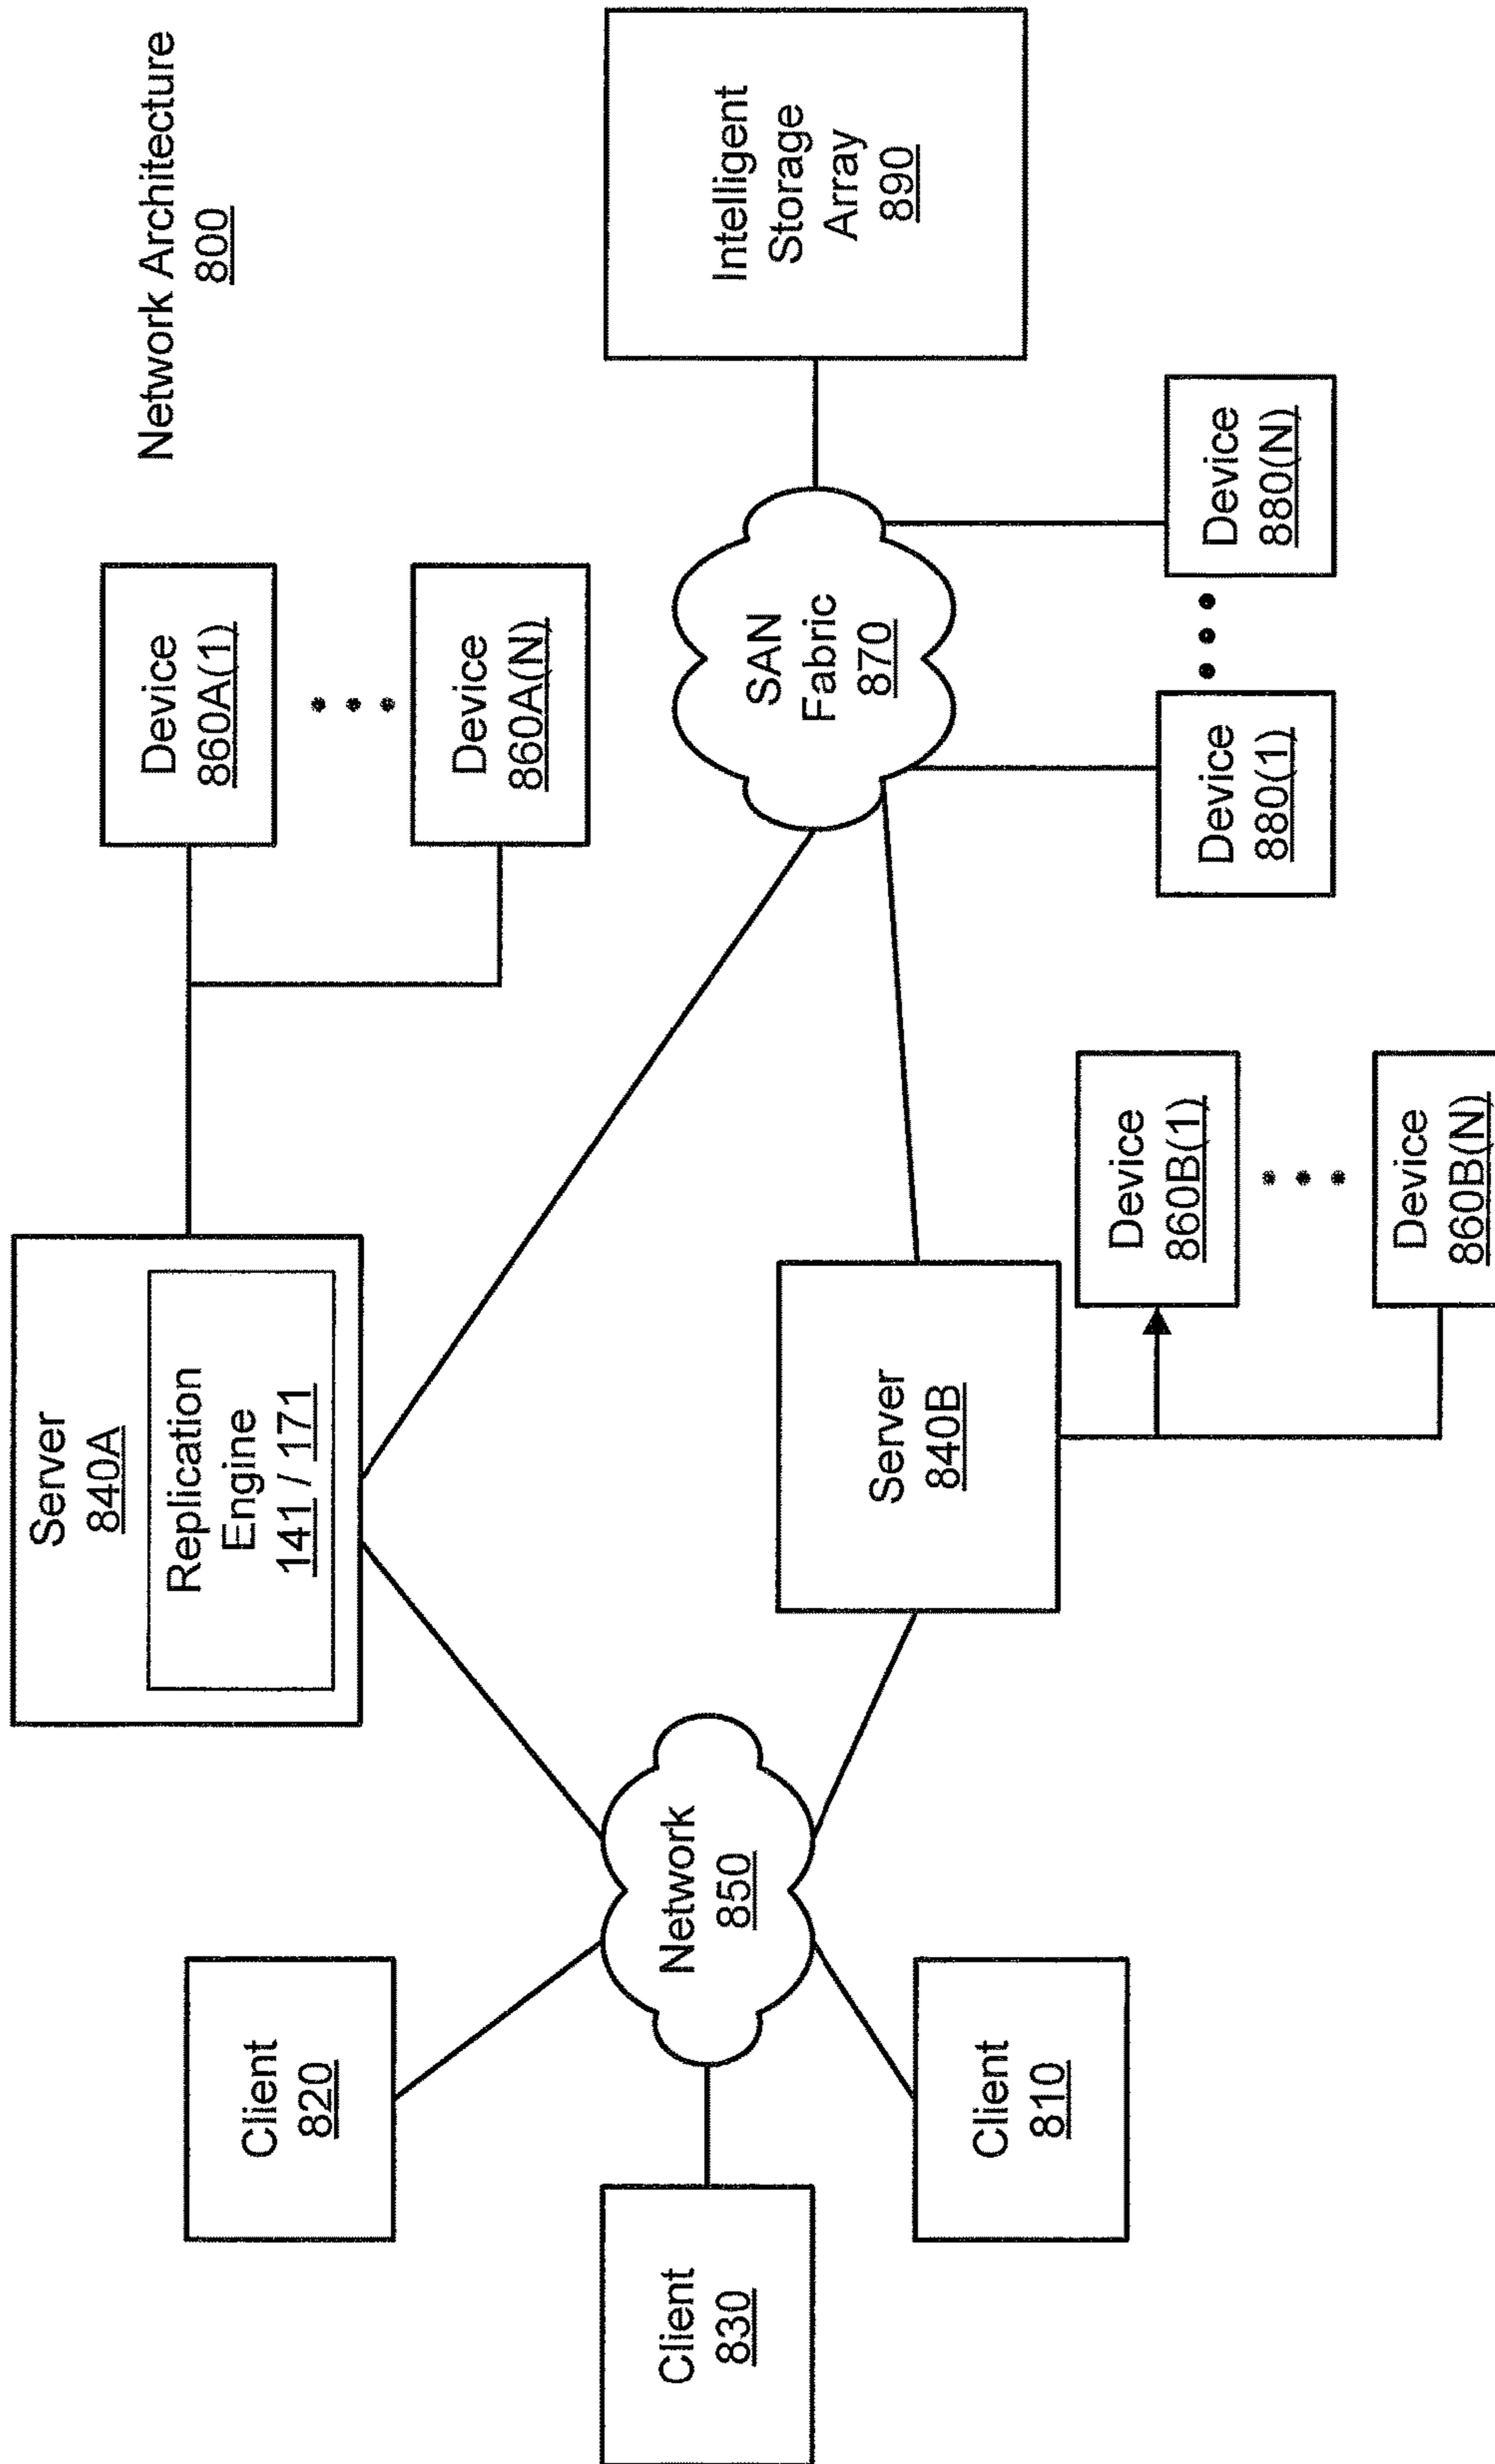 Network Architecture
800
Server
840A
Replication
Engine
141 / 171
Device
860A(1)
Device
860A(N)
Client
820
Client
830
Client
810
Network
850
Server
840B
Device
860B(1)
Device
860B(N)
SAN
Fabric
870
Device
880(1)
Device
880(N)
Intelligent
Storage
Array
890